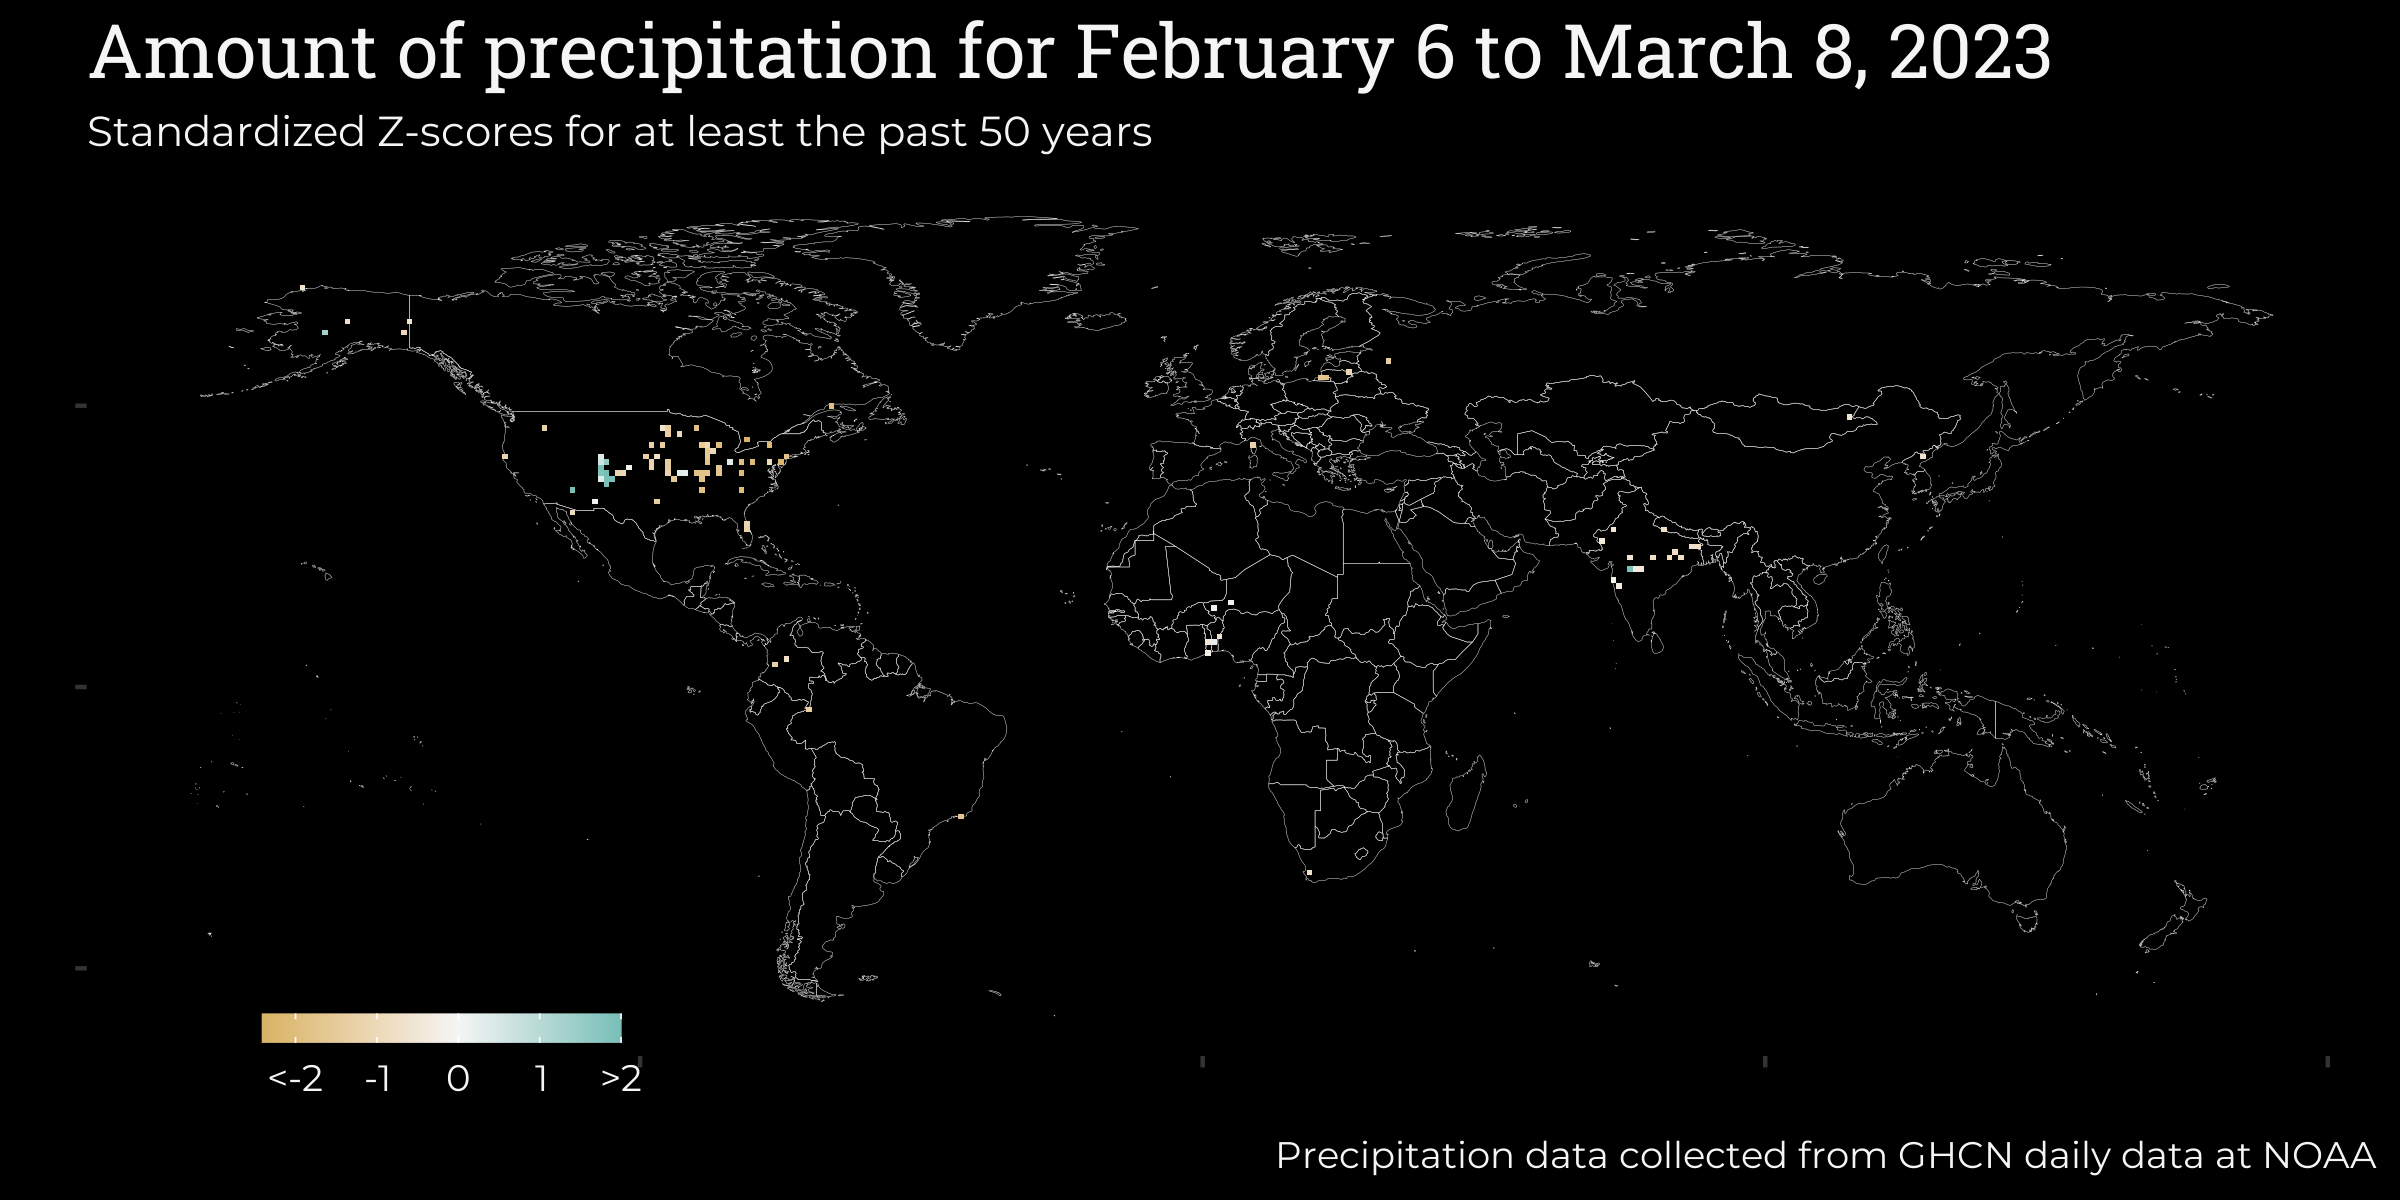 Amount of precipitation for February 6 to March 8, 2023
Standardized Z-scores for at least the past 50 years
<-2 -1 0 1 >2
Precipitation data collected from GHCN daily data at NOAA